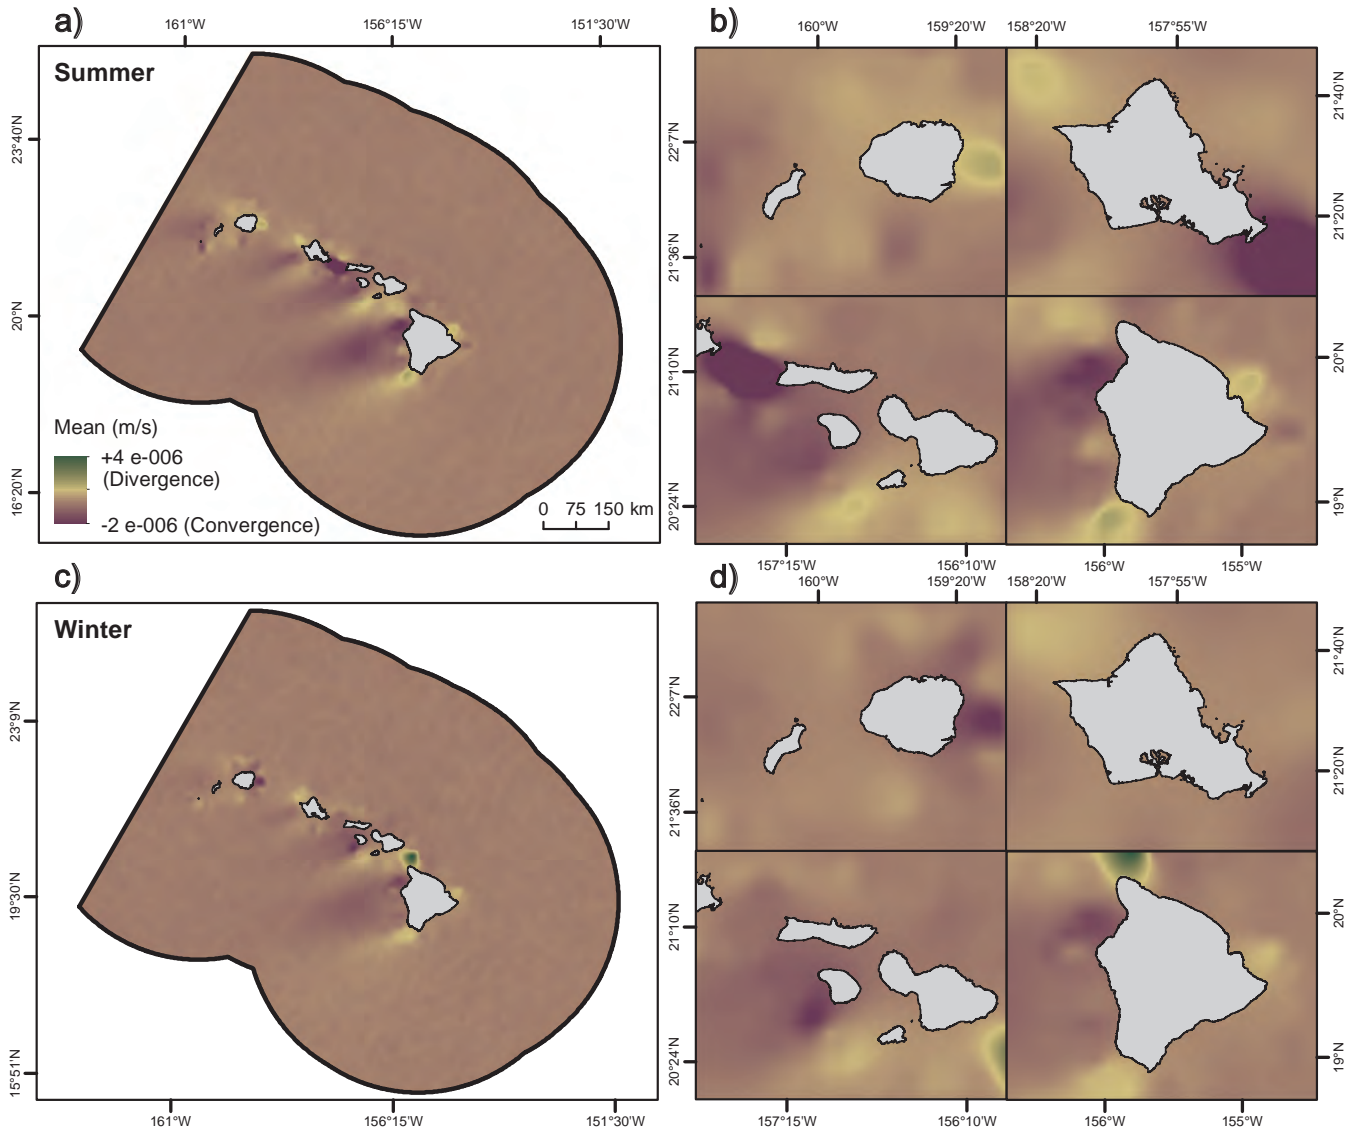 a)
161°W 156°15'W 151°30'W
Summer
23°40'N
20°N
16°20'N
Mean (m/s)
+4 e-006
(Divergence)
-2 e-006 (Convergence)
0 75 150 km
b)
160°W 159°20'W 158°20'W 157°55'W
22°7'N
21°36'N
21°40'N
21°20'N
21°10'N
20°24'N
20°N
19°N
157°15'W 156°10'W 156°W 155°W
c)
Winter
23°9'N
19°30'N
15°51'N
161°W 156°15'W 151°30'W
d)
160°W 159°20'W 158°20'W 157°55'W
22°7'N
21°36'N
21°40'N
21°20'N
21°10'N
20°24'N
20°N
19°N
157°15'W 156°10'W 156°W 155°W